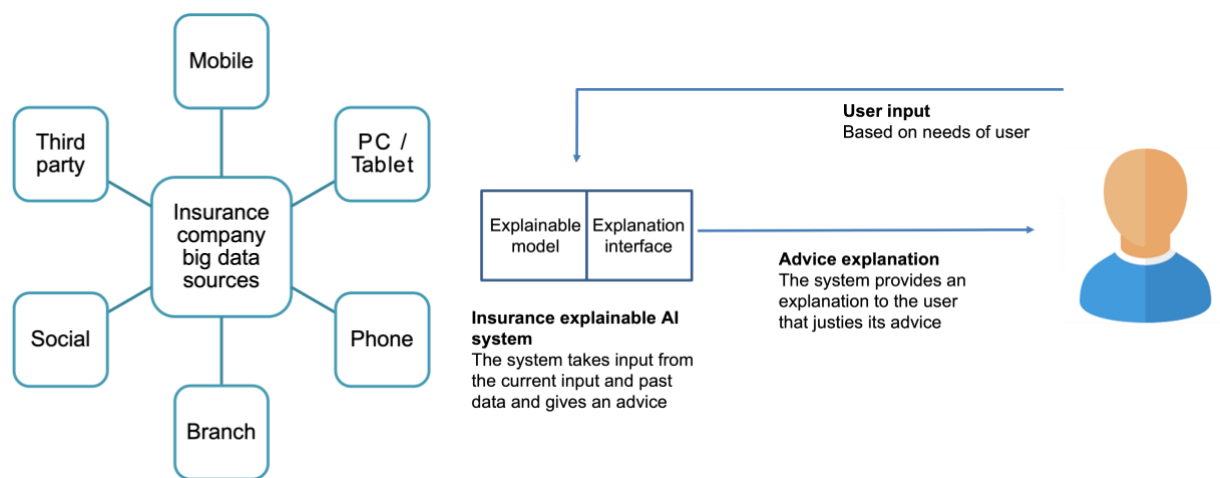 Mobile
Third
party
PC /
Tablet
Insurance
company
big data
sources
Social
Phone
Branch
User input
Based on needs of user
Explainable
model
Explanation
interface
Advice explanation
The system provides an
explanation to the user
that justies its advice
Insurance explainable AI
system
The system takes input from
the current input and past
data and gives an advice